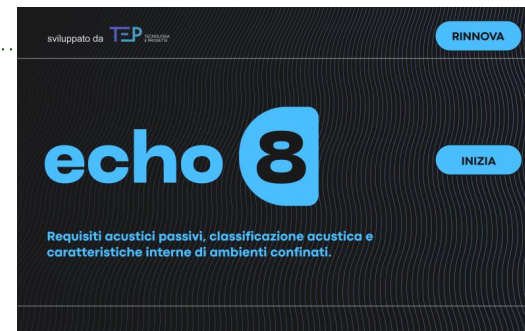 sviluppato da TEP TECNOLOGIA
& PROGETTI
RINNOVA
echo 8
INIZIA
Requisiti acustici passivi, classificazione acustica e
caratteristiche interne di ambienti confinati.